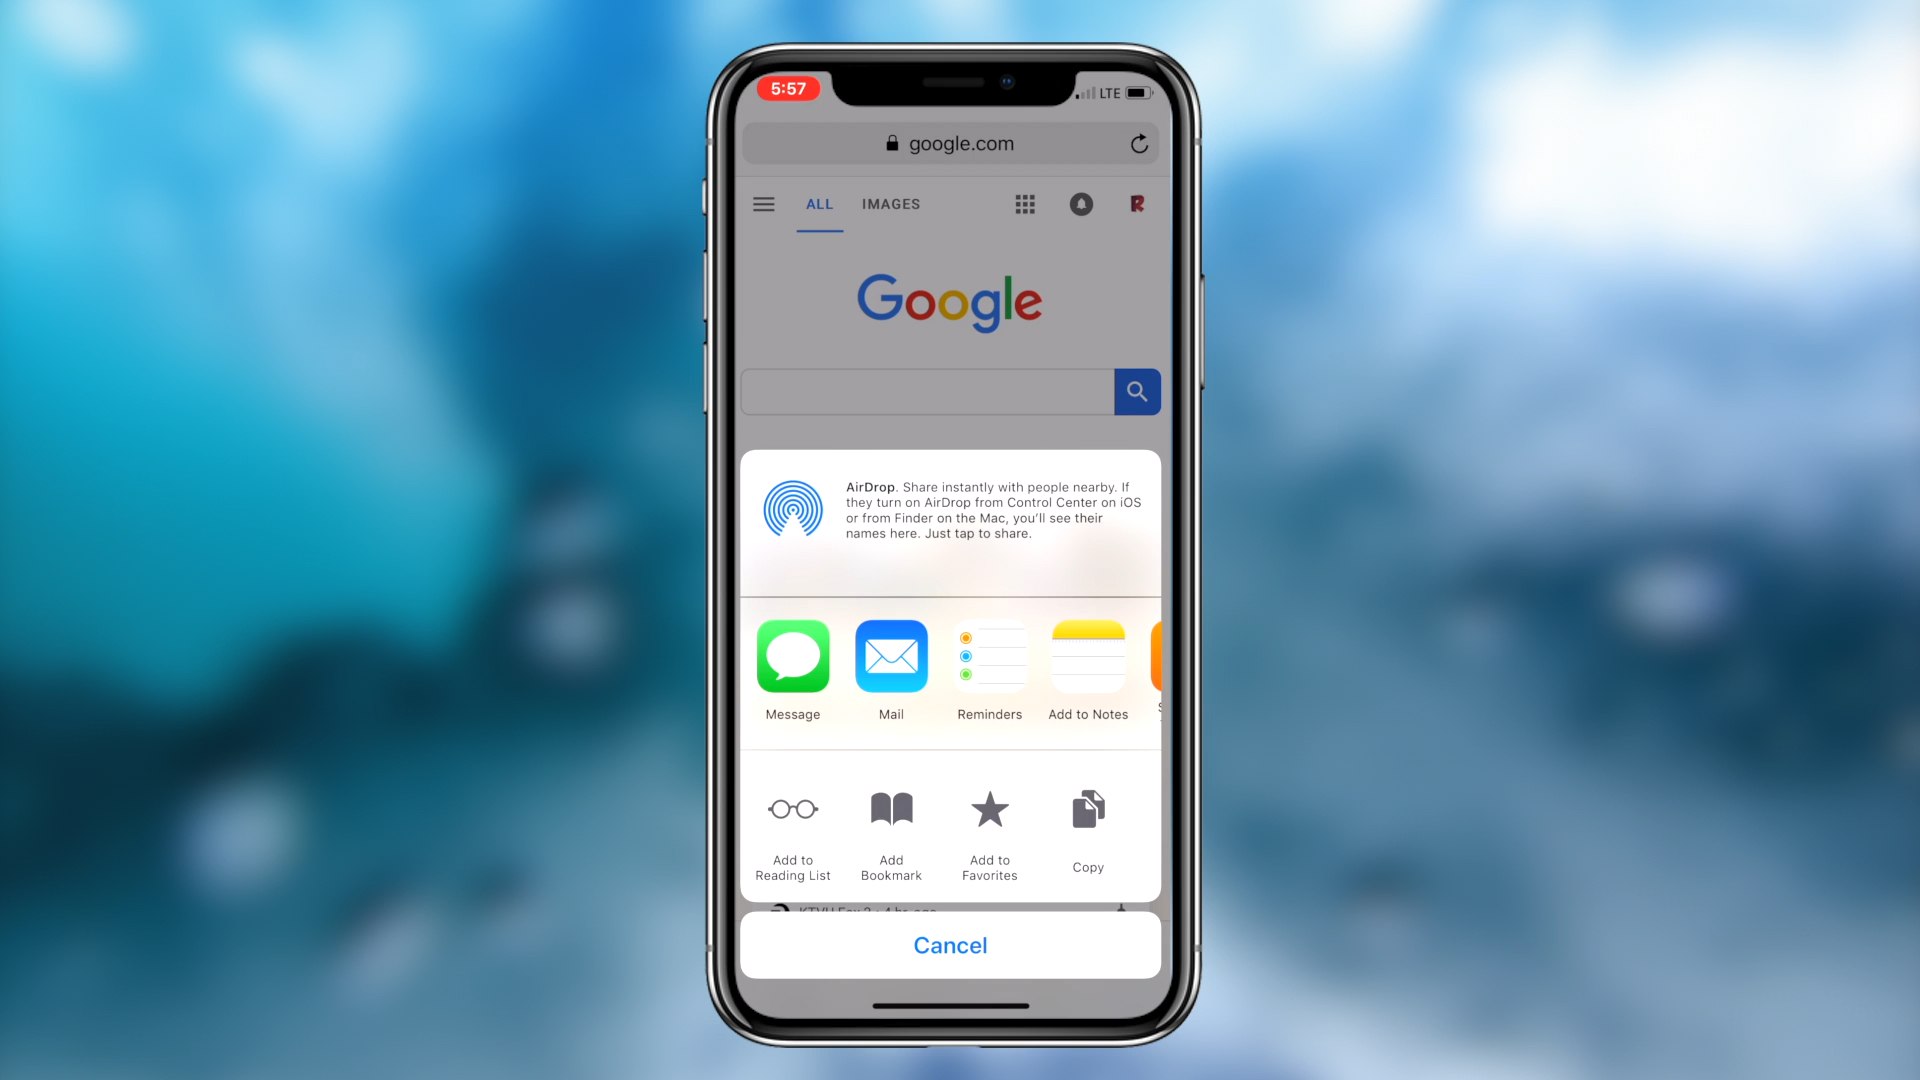 5:57
LTE
google.com
ALL IMAGES
R
Google
AirDrop. Share instantly with people nearby. If
they turn on AirDrop from Control Center on iOS
or from Finder on the Mac, you'll see their
names here. Just tap to share.
Message Mail Reminders Add to Notes
Add to
Reading List
Add
Bookmark
Add to
Favorites
Copy
Cancel